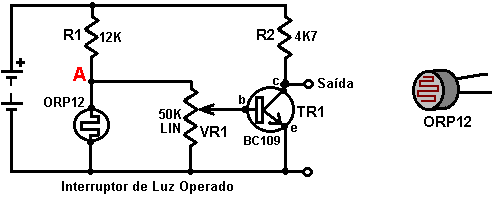 R1
12K
R2
4K7
A
+
c
Saída
ORP12
50K
LIN
VR1
b
TR1
BC109
e
ORP12
Interruptor de Luz Operado